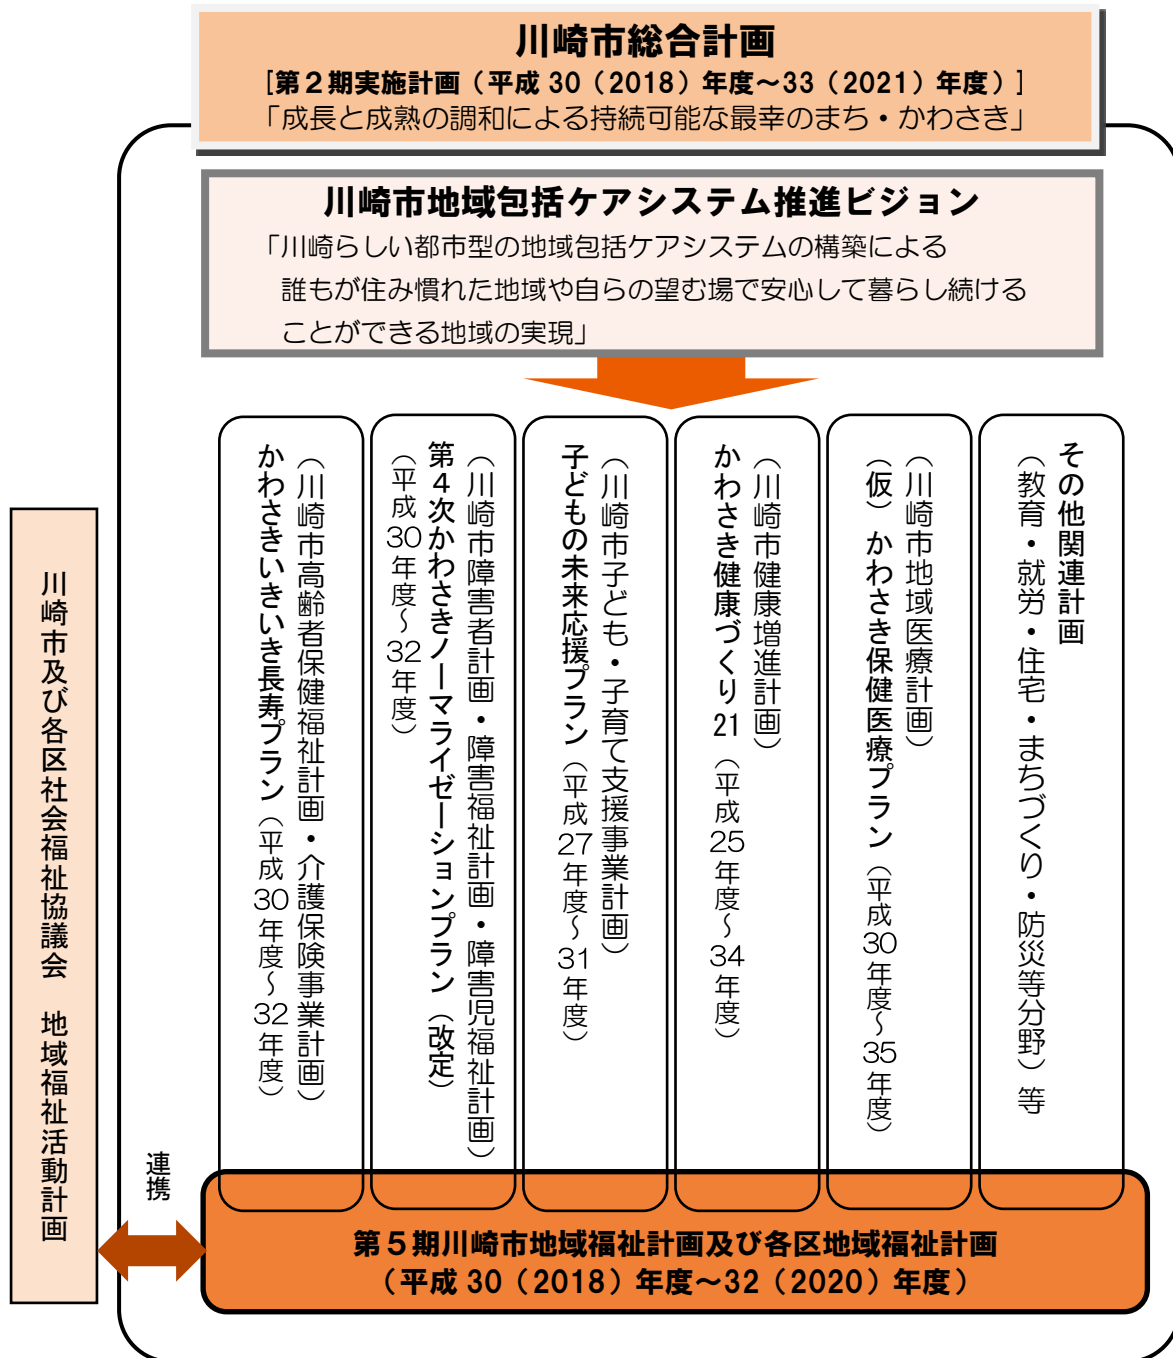 川崎市総合計画
[第２期実施計画（平成 30（2018）年度～33（2021）年度）]
「成長と成熟の調和による持続可能な最幸のまち・かわさき」
川崎市地域包括ケアシステム推進ビジョン
「川崎らしい都市型の地域包括ケアシステムの構築による
誰もが住み慣れた地域や自らの望む場で安心して暮らし続ける
ことができる地域の実現」
その他関連計画
（教育・就労・住宅・まちづくり・防災等分野）等
（川崎市地域医療計画）
（仮）かわさき保健医療プラン（平成30年度～35年度）
（川崎市健康増進計画）
かわさき健康づくり21（平成25年度～34年度）
（川崎市子ども・子育て支援事業計画）
子どもの未来応援プラン（平成27年度～31年度）
（川崎市障害者計画・障害福祉計画・障害児福祉計画）
第４次かわさきノーマライゼーションプラン（改定）
（平成30年度～32年度）
（川崎市高齢者保健福祉計画・介護保険事業計画）
かわさきいきいき長寿プラン（平成30年度～32年度）
川崎市及び各区社会福祉協議会　地域福祉活動計画
連携
第５期川崎市地域福祉計画及び各区地域福祉計画
（平成 30（2018）年度～32（2020）年度）